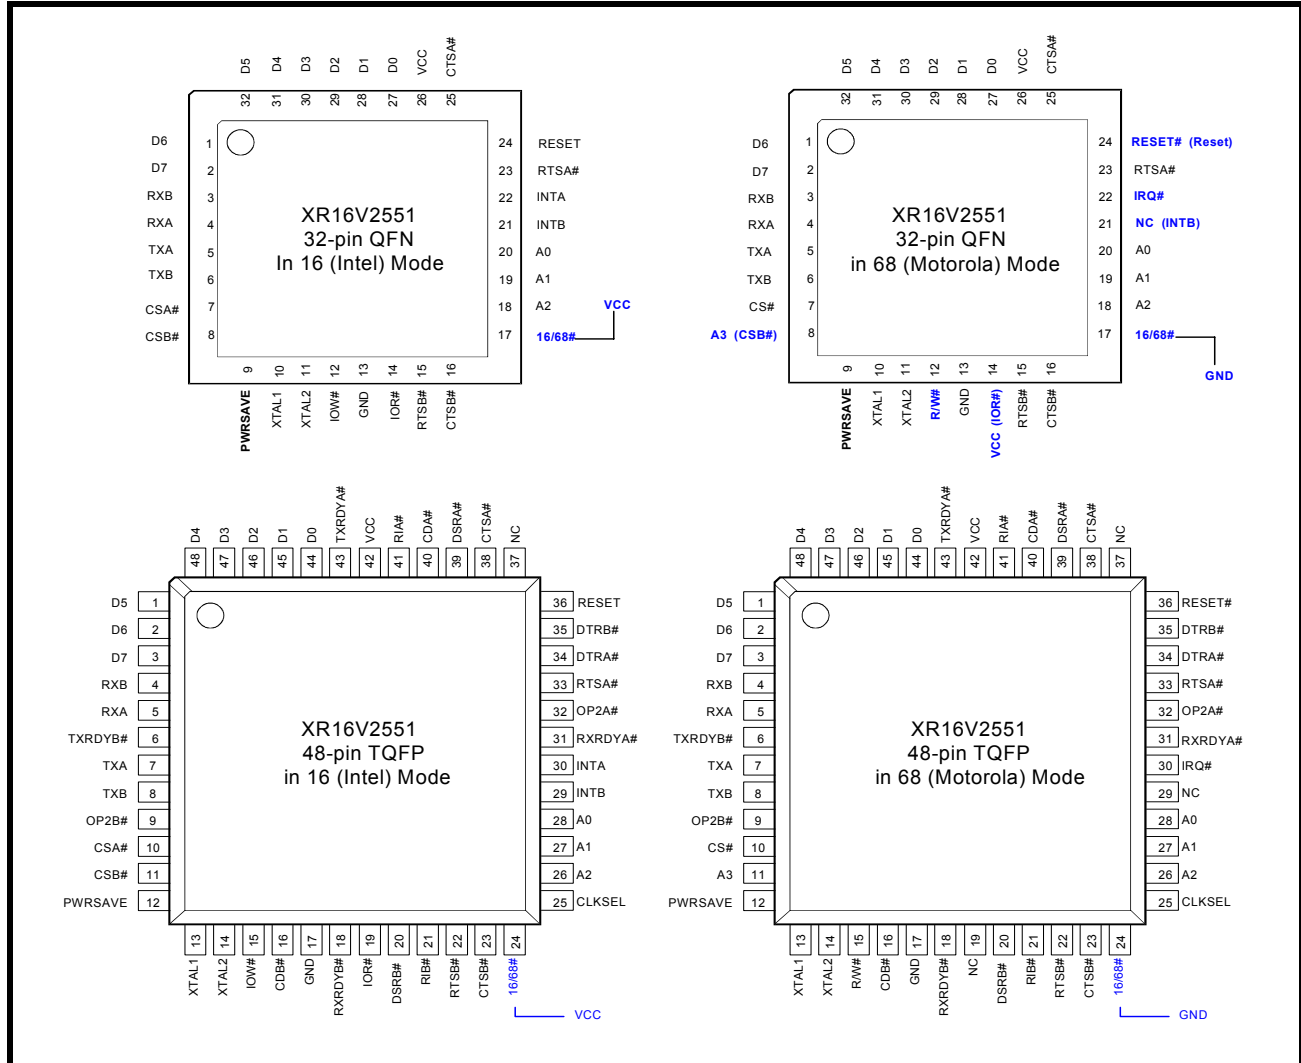 D5 D4 D3 D2 D1 D0 VCC CTSA#
32 31 30 29 28 27 26 25
D6 1 24 RESET
D7 2 23 RTSA#
RXB 3 22 INTA
RXA 4 21 INTB
TXA 5 20 A0
TXB 6 19 A1
CSA# 7 18 A2 VCC
CSB# 8 17 16/68#
XR16V2551
32-pin QFN
In 16 (Intel) Mode
9 10 11 12 13 14 15 16
PWRSAVE XTAL1 XTAL2 IOW# GND IOR# RTSB# CTSB#
D5 D4 D3 D2 D1 D0 VCC CTSA#
32 31 30 29 28 27 26 25
D6 1 24 RESET# (Reset)
D7 2 23 RTSA#
RXB 3 22 IRQ#
RXA 4 21 NC (INTB)
TXA 5 20 A0
TXB 6 19 A1
CS# 7 18 A2
A3 (CSB#) 8 17 16/68#
GND
XR16V2551
32-pin QFN
in 68 (Motorola) Mode
9 10 11 12 13 14 15 16
PWRSAVE XTAL1 XTAL2 R/W# GND VCC (IOR#) RTSB# CTSB#
D4 D3 D2 D1 D0 TXRDYA# VCC RIA# CDA# DSRA# CTSA# NC
48 47 46 45 44 43 42 41 40 39 38 37
D5 1 36 RESET
D6 2 35 DTRB#
D7 3 34 DTRA#
RXB 4 33 RTSA#
RXA 5 32 OP2A#
TXRDYB# 6 31 RXRDYA#
TXA 7 30 INTA
TXB 8 29 INTB
OP2B# 9 28 A0
CSA# 10 27 A1
CSB# 11 26 A2
PWRSAVE 12 25 CLKSEL
XR16V2551
48-pin TQFP
in 16 (Intel) Mode
13 14 15 16 17 18 19 20 21 22 23 24
XTAL1 XTAL2 IOW# CDB# GND RXRDYB# IOR# DSRB# RIB# RTSB# CTSB# 16/68#
VCC
D4 D3 D2 D1 D0 TXRDYA# VCC RIA# CDA# DSRA# CTSA# NC
48 47 46 45 44 43 42 41 40 39 38 37
D5 1 36 RESET#
D6 2 35 DTRB#
D7 3 34 DTRA#
RXB 4 33 RTSA#
RXA 5 32 OP2A#
TXRDYB# 6 31 RXRDYA#
TXA 7 30 IRQ#
TXB 8 29 NC
OP2B# 9 28 A0
CS# 10 27 A1
A3 11 26 A2
PWRSAVE 12 25 CLKSEL
XR16V2551
48-pin TQFP
in 68 (Motorola) Mode
13 14 15 16 17 18 19 20 21 22 23 24
XTAL1 XTAL2 R/W# CDB# GND RXRDYB# NC DSRB# RIB# RTSB# CTSB# 16/68#
GND